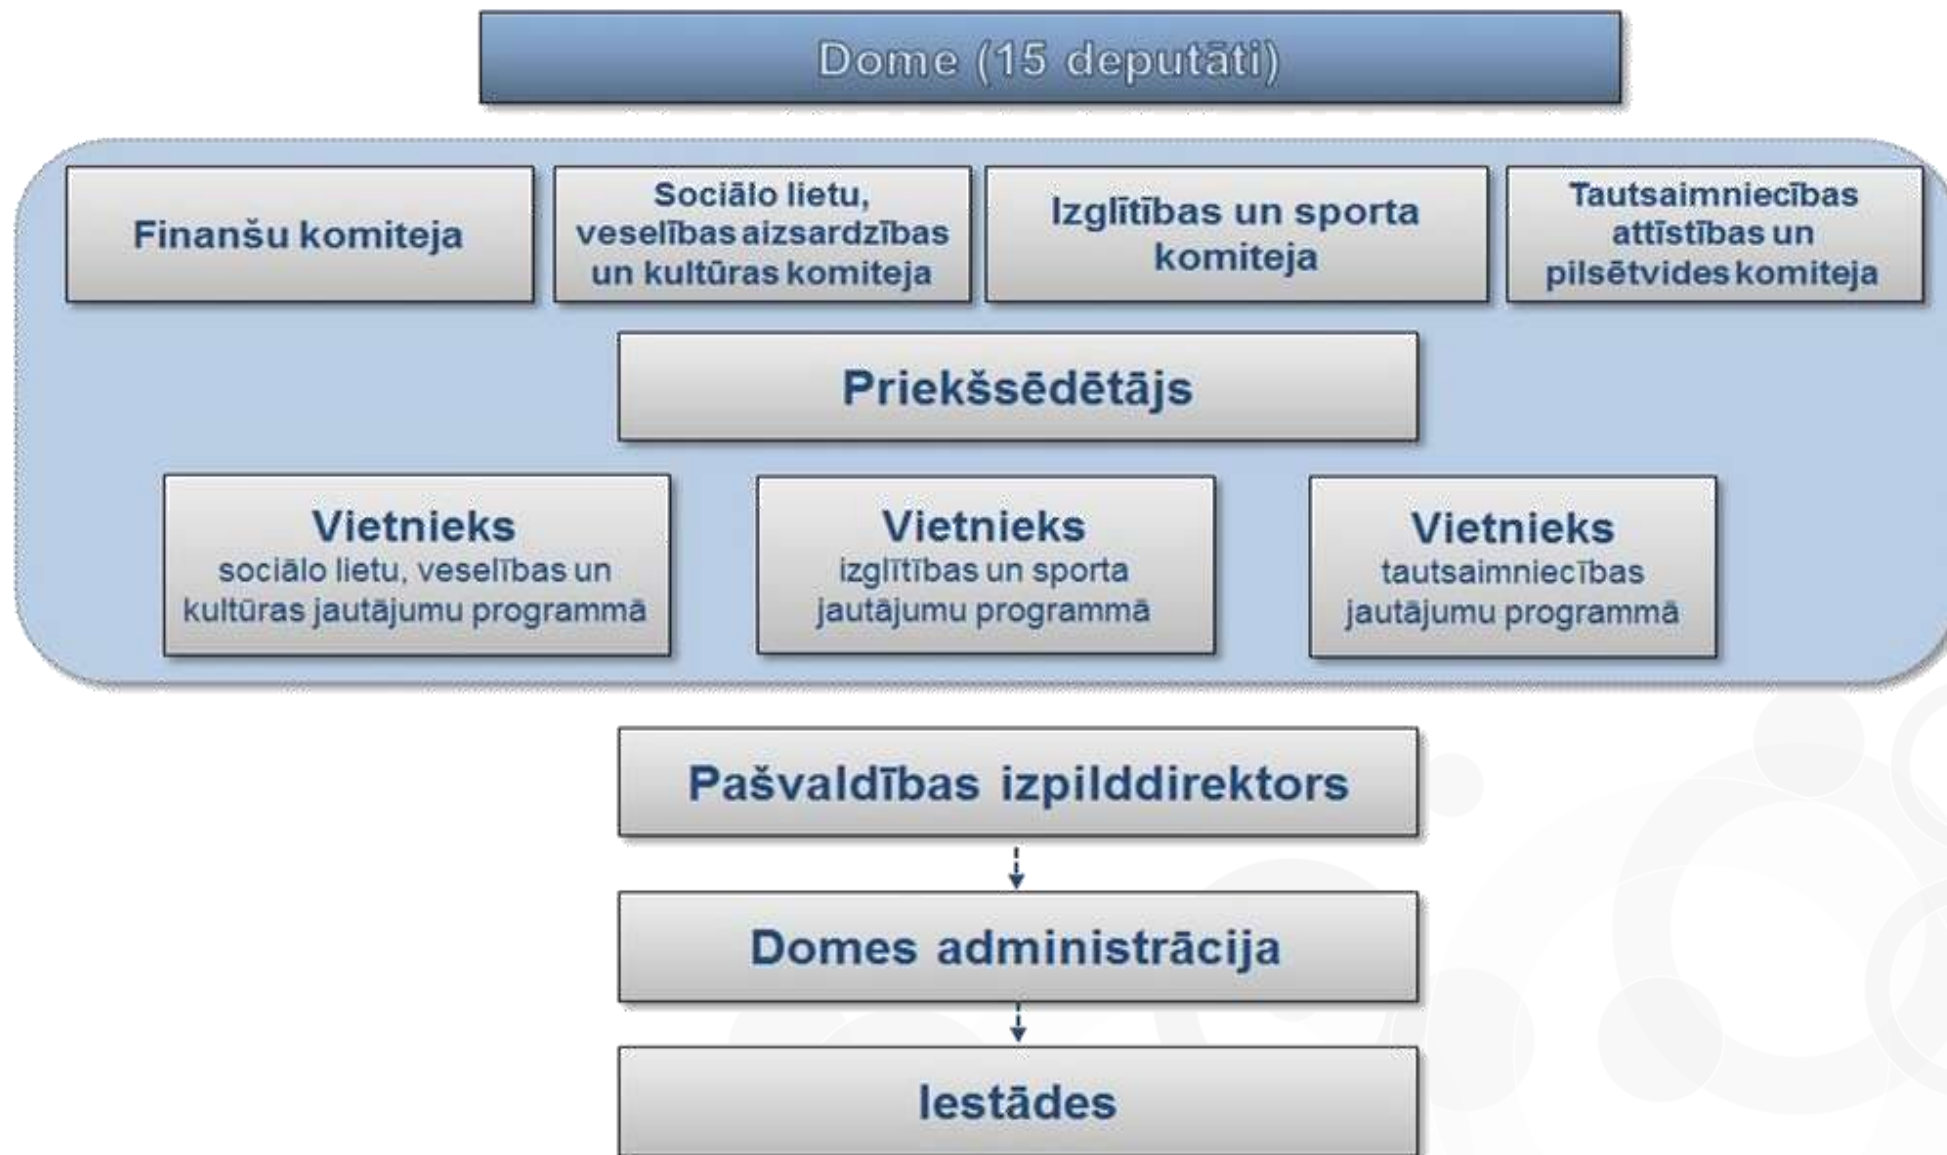 Dome (15 deputāti)
Finanšu komiteja
Sociālo lietu,
veselības aizsardzības
un kultūras komiteja
Izglītības un sporta
komiteja
Tautsaimniecības
attīstības un
pilsētvides komiteja
Priekšsēdētājs
Vietnieks
sociālo lietu, veselības un
kultūras jautājumu programmā
Vietnieks
izglītības un sporta
jautājumu programmā
Vietnieks
tautsaimniecības
jautājumu programmā
Pašvaldības izpilddirektors
Domes administrācija
Iestādes